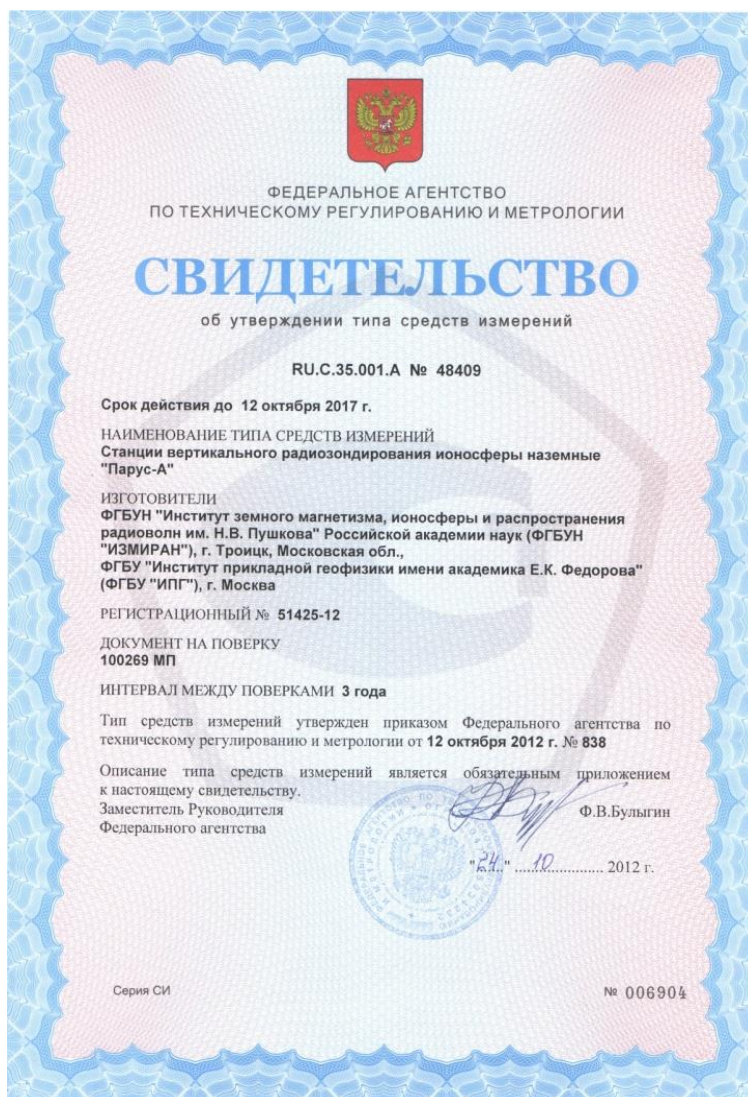 ФЕДЕРАЛЬНОЕ АГЕНТСТВО
ПО ТЕХНИЧЕСКОМУ РЕГУЛИРОВАНИЮ И МЕТРОЛОГИИ
СВИДЕТЕЛЬСТВО
об утверждении типа средств измерений
RU.C.35.001.A № 48409
Срок действия до 12 октября 2017 г.
НАИМЕНОВАНИЕ ТИПА СРЕДСТВ ИЗМЕРЕНИЙ
Станции вертикального радиозондирования ионосферы наземные
"Парус-А"
ИЗГОТОВИТЕЛИ
ФГБУН "Институт земного магнетизма, ионосферы и распространения
радиоволн им. Н.В. Пушкова" Российской академии наук (ФГБУН
"ИЗМИРАН"), г. Троицк, Московская обл.,
ФГБУ "Институт прикладной геофизики имени академика Е.К. Федорова"
(ФГБУ "ИПГ"), г. Москва
РЕГИСТРАЦИОННЫЙ № 51425-12
ДОКУМЕНТ НА ПОВЕРКУ
100269 МП
ИНТЕРВАЛ МЕЖДУ ПОВЕРКАМИ 3 года
Тип средств измерений утвержден приказом Федерального агентства по
техническому регулированию и метрологии от 12 октября 2012 г. № 838
Описание типа средств измерений является обязательным приложением
к настоящему свидетельству.
Заместитель Руководителя
Федерального агентства
Ф.В.Булыгин
"24" 10 2012 г.
Серия СИ
№ 006904